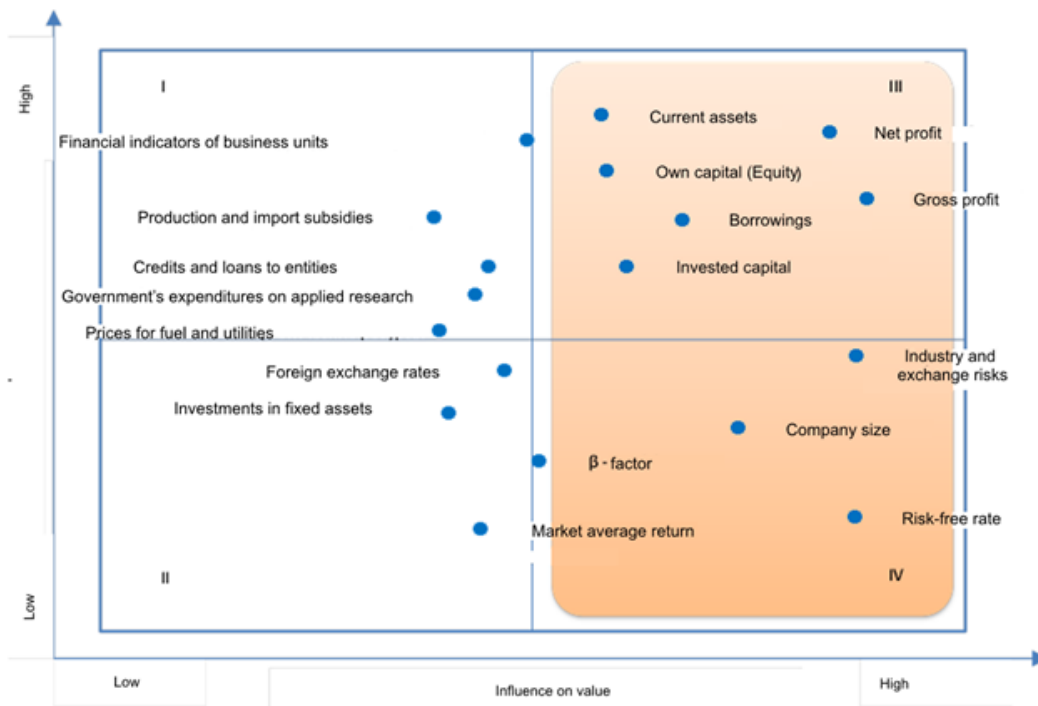 High
I
III
Current assets
Net profit
Financial indicators of business units
Own capital (Equity)
Gross profit
Production and import subsidies
Borrowings
Credits and loans to entities
Invested capital
Government's expenditures on applied research
Prices for fuel and utilities
Industry and
exchange risks
Foreign exchange rates
Investments in fixed assets
Company size
β - factor
Risk-free rate
Market average return
II
IV
Low
Low
Influence on value
High